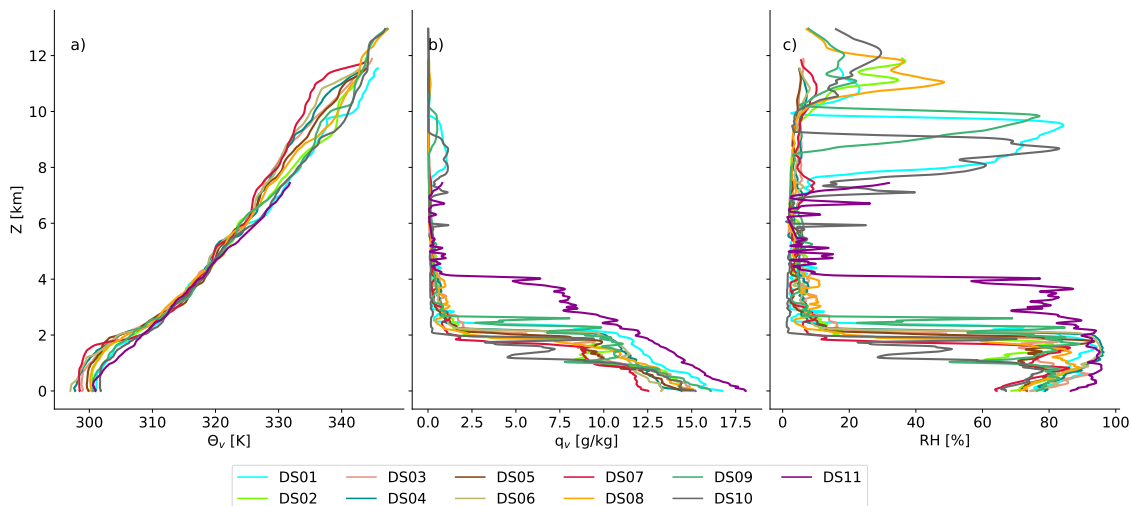 a)
b)
c)
12
10
8
6
4
2
0
Z [km]
300
310
320
330
340
0.0
2.5
5.0
7.5
10.0
12.5
15.0
17.5
0
20
40
60
80
100
Θv [K]
qv [g/kg]
RH [%]
DS01
DS03
DS05
DS07
DS09
DS11
DS02
DS04
DS06
DS08
DS10